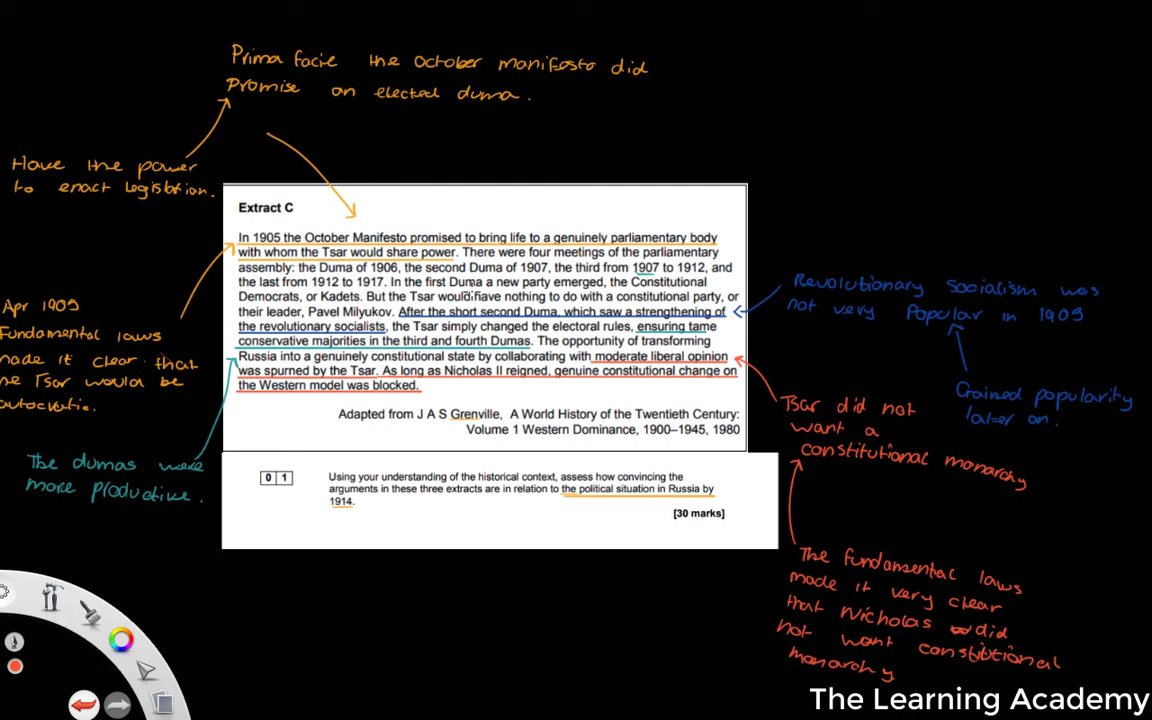 Prima facie the October manifesto did
Promise an elected duma.
Have the power
to enact legislation.
Extract C
In 1905 the October Manifesto promised to bring life to a genuinely parliamentary body
with whom the Tsar would share power. There were four meetings of the parliamentary
assembly: the Duma of 1906, the second Duma of 1907, the third from 1907 to 1912, and
the last from 1912 to 1917. In the first Duma a new party emerged, the Constitutional
Democrats, or Kadets. But the Tsar would have nothing to do with a constitutional party, or
their leader, Pavel Milyukov. After the short second Duma, which saw a strengthening of
the revolutionary socialists, the Tsar simply changed the electoral rules, ensuring tame
conservative majorities in the third and fourth Dumas. The opportunity of transforming
Russia into a genuinely constitutional state by collaborating with moderate liberal opinion
was spurned by the Tsar. As long as Nicholas II reigned, genuine constitutional change on
the Western model was blocked.
Adapted from J A S Grenville, A World History of the Twentieth Century:
Volume 1 Western Dominance, 1900–1945, 1980
Apr 1905
Fundamental laws
made it clear that
he Tsar would be
autocratic.
The dumas were
more productive.
Revolutionary Socialism was
not very popular in 1905
Gained popularity
later on.
Tsar did not
want a
constitutional monarchy
The fundamental laws
made it very clear
that Nicholas did
not want constitutional
monarchy
0 1
Using your understanding of the historical context, assess how convincing the
arguments in these three extracts are in relation to the political situation in Russia by
1914.
[30 marks]
The Learning Academy